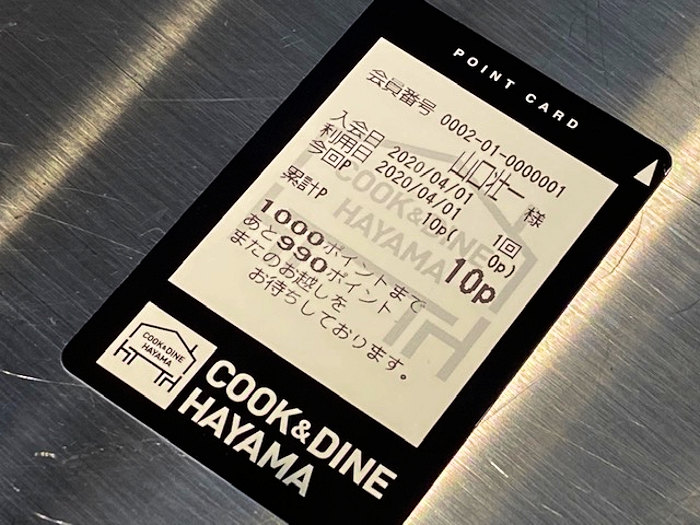 POINT CARD
会員番号 0002-01-0000001
山口壮一 様
入会日 2020/04/01 1回
利用日 2020/04/01
今回P 10p( 0p)
累計P 10p
1000ポイントまで
あと990ポイント
またのお越しを
お待ちしております。
COOK&DINE
HAYAMA
COOK&DINE
HAYAMA
COOK&DINE
HAYAMA